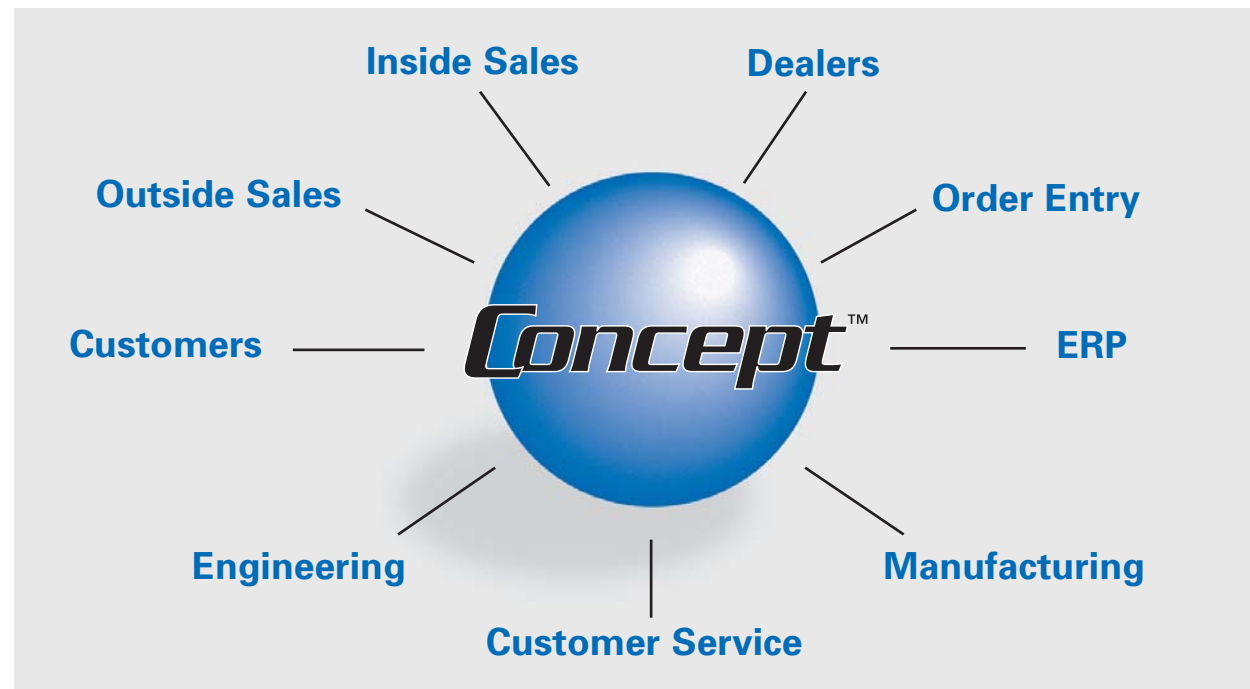 Inside Sales
Dealers
Outside Sales
Order Entry
Customers
Concept™
ERP
Engineering
Manufacturing
Customer Service